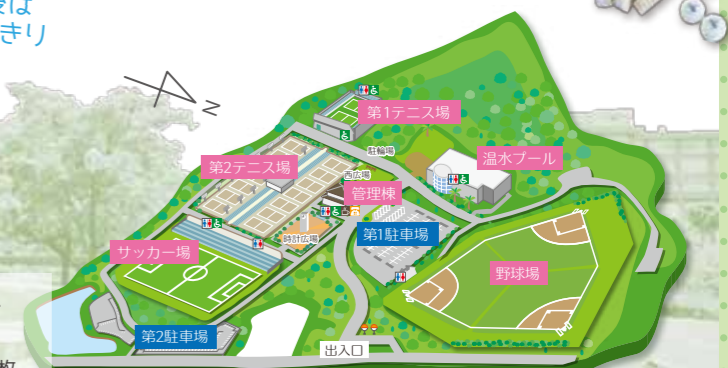 きり
N
第1テニス場
駐輪場
第2テニス場
西広場
温水プール
管理棟
時計広場
第1駐車場
サッカー場
野球場
第2駐車場
出入口